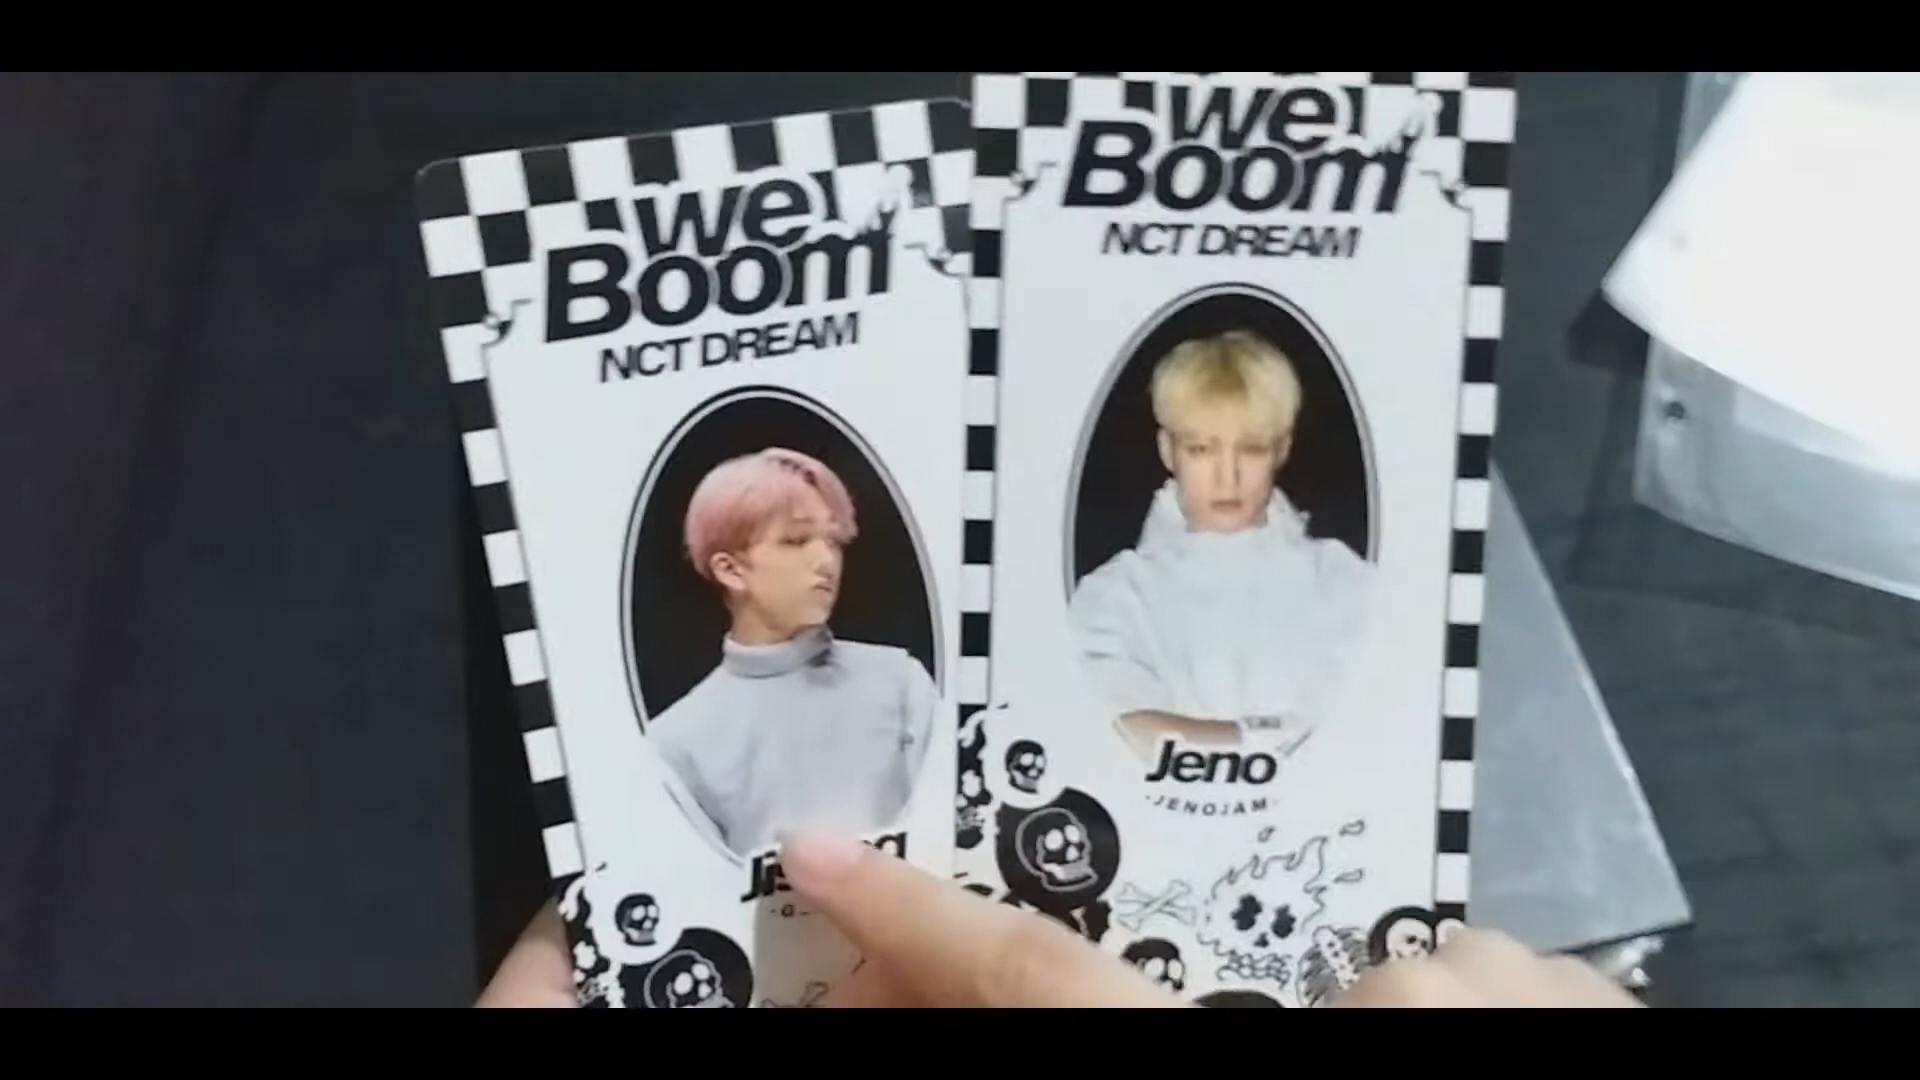 we
Boom
NCT DREAM
we
Boom
NCT DREAM
Jeno
·JENOJAM·